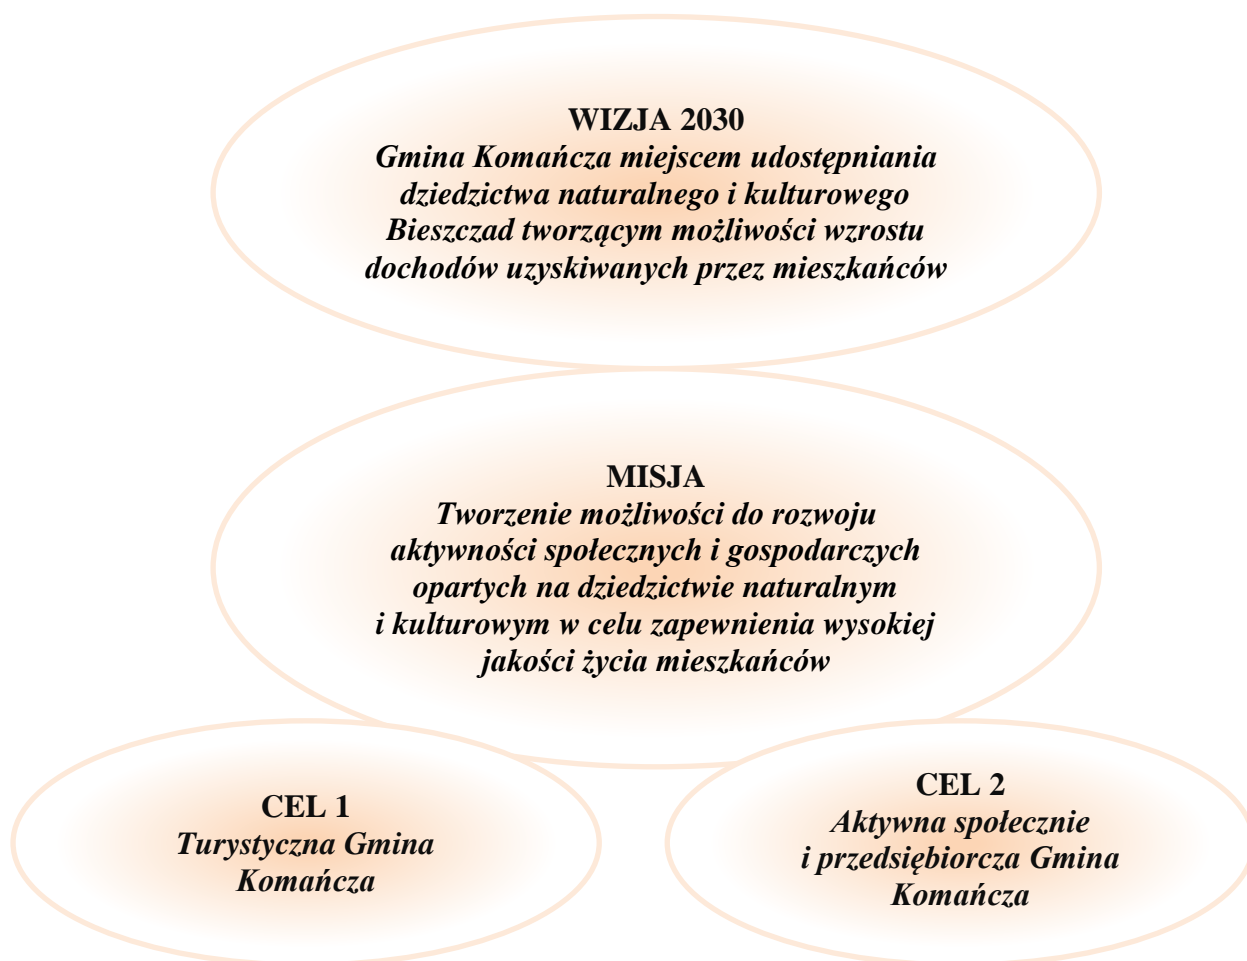 WIZJA 2030
Gmina Komańcza miejscem udostępniania
dziedzictwa naturalnego i kulturowego
Bieszczad tworzącym możliwości wzrostu
dochodów uzyskiwanych przez mieszkańców
MISJA
Tworzenie możliwości do rozwoju
aktywności społecznych i gospodarczych
opartych na dziedzictwie naturalnym
i kulturowym w celu zapewnienia wysokiej
jakości życia mieszkańców
CEL 1
Turystyczna Gmina
Komańcza
CEL 2
Aktywna społecznie
i przedsiębiorcza Gmina
Komańcza